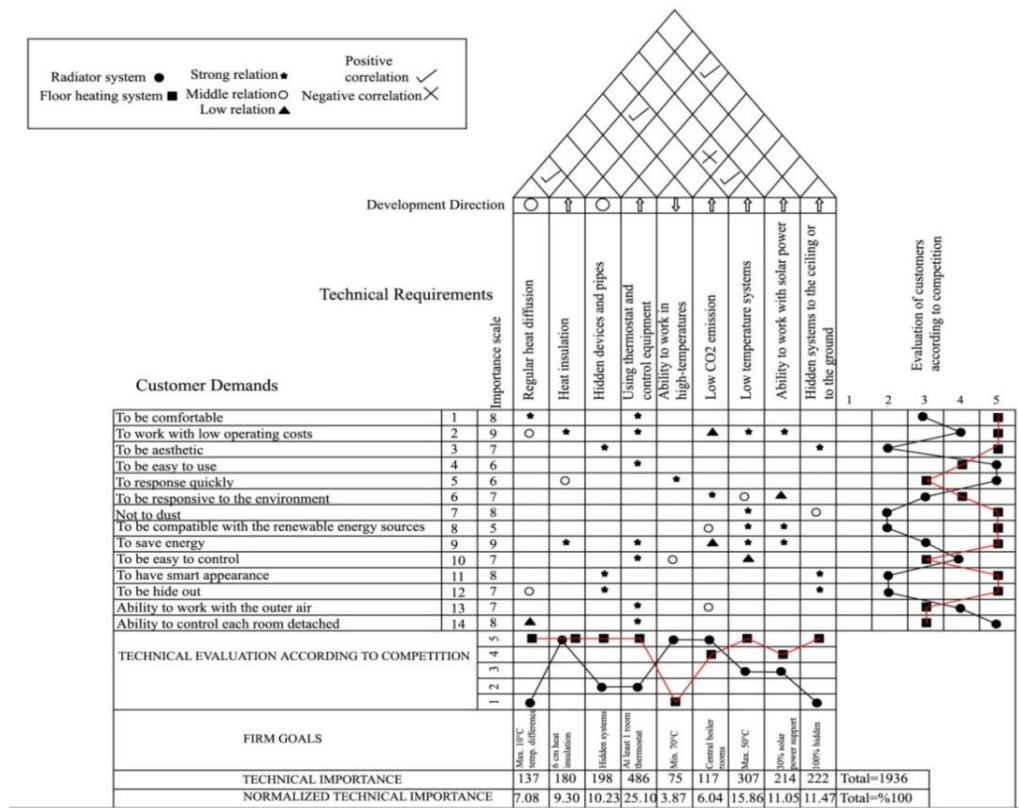 Radiator system
Floor heating system
Strong relation
Middle relation
Low relation
Positive
correlation
Negative correlation
Development Direction
Technical Requirements
Customer Demands
Importance scale
Regular heat diffusion
Heat insulation
Hidden devices and pipes
Using thermostat and
control equipment
Ability to work in
high-temperatures
Low CO2 emission
Low temperature systems
Ability to work with solar power
Hidden systems to the ceiling or
to the ground
Evaluation of customers
according to competition
1 2 3 4 5
To be comfortable 1 8
To work with low operating costs 2 9
To be aesthetic 3 7
To be easy to use 4 6
To response quickly 5 6
To be responsive to the environment 6 7
Not to dust 7 8
To be compatible with the renewable energy sources 8 5
To save energy 9 9
To be easy to control 10 7
To have smart appearance 11 8
To be hide out 12 7
Ability to work with the outer air 13 7
Ability to control each room detached 14 8
TECHNICAL EVALUATION ACCORDING TO COMPETITION
5
4
3
2
1
FIRM GOALS
Max. 10°C
temp. difference
6 cm heat
insulation
Hidden systems
At least 1 room
thermostat
Min. 70°C
Central boiler
rooms
Max. 50°C
30% solar
power support
100% hidden
TECHNICAL IMPORTANCE 137 180 198 486 75 117 307 214 222 Total=1936
NORMALIZED TECHNICAL IMPORTANCE 7.08 9.30 10.23 25.10 3.87 6.04 15.86 11.05 11.47 Total=%100